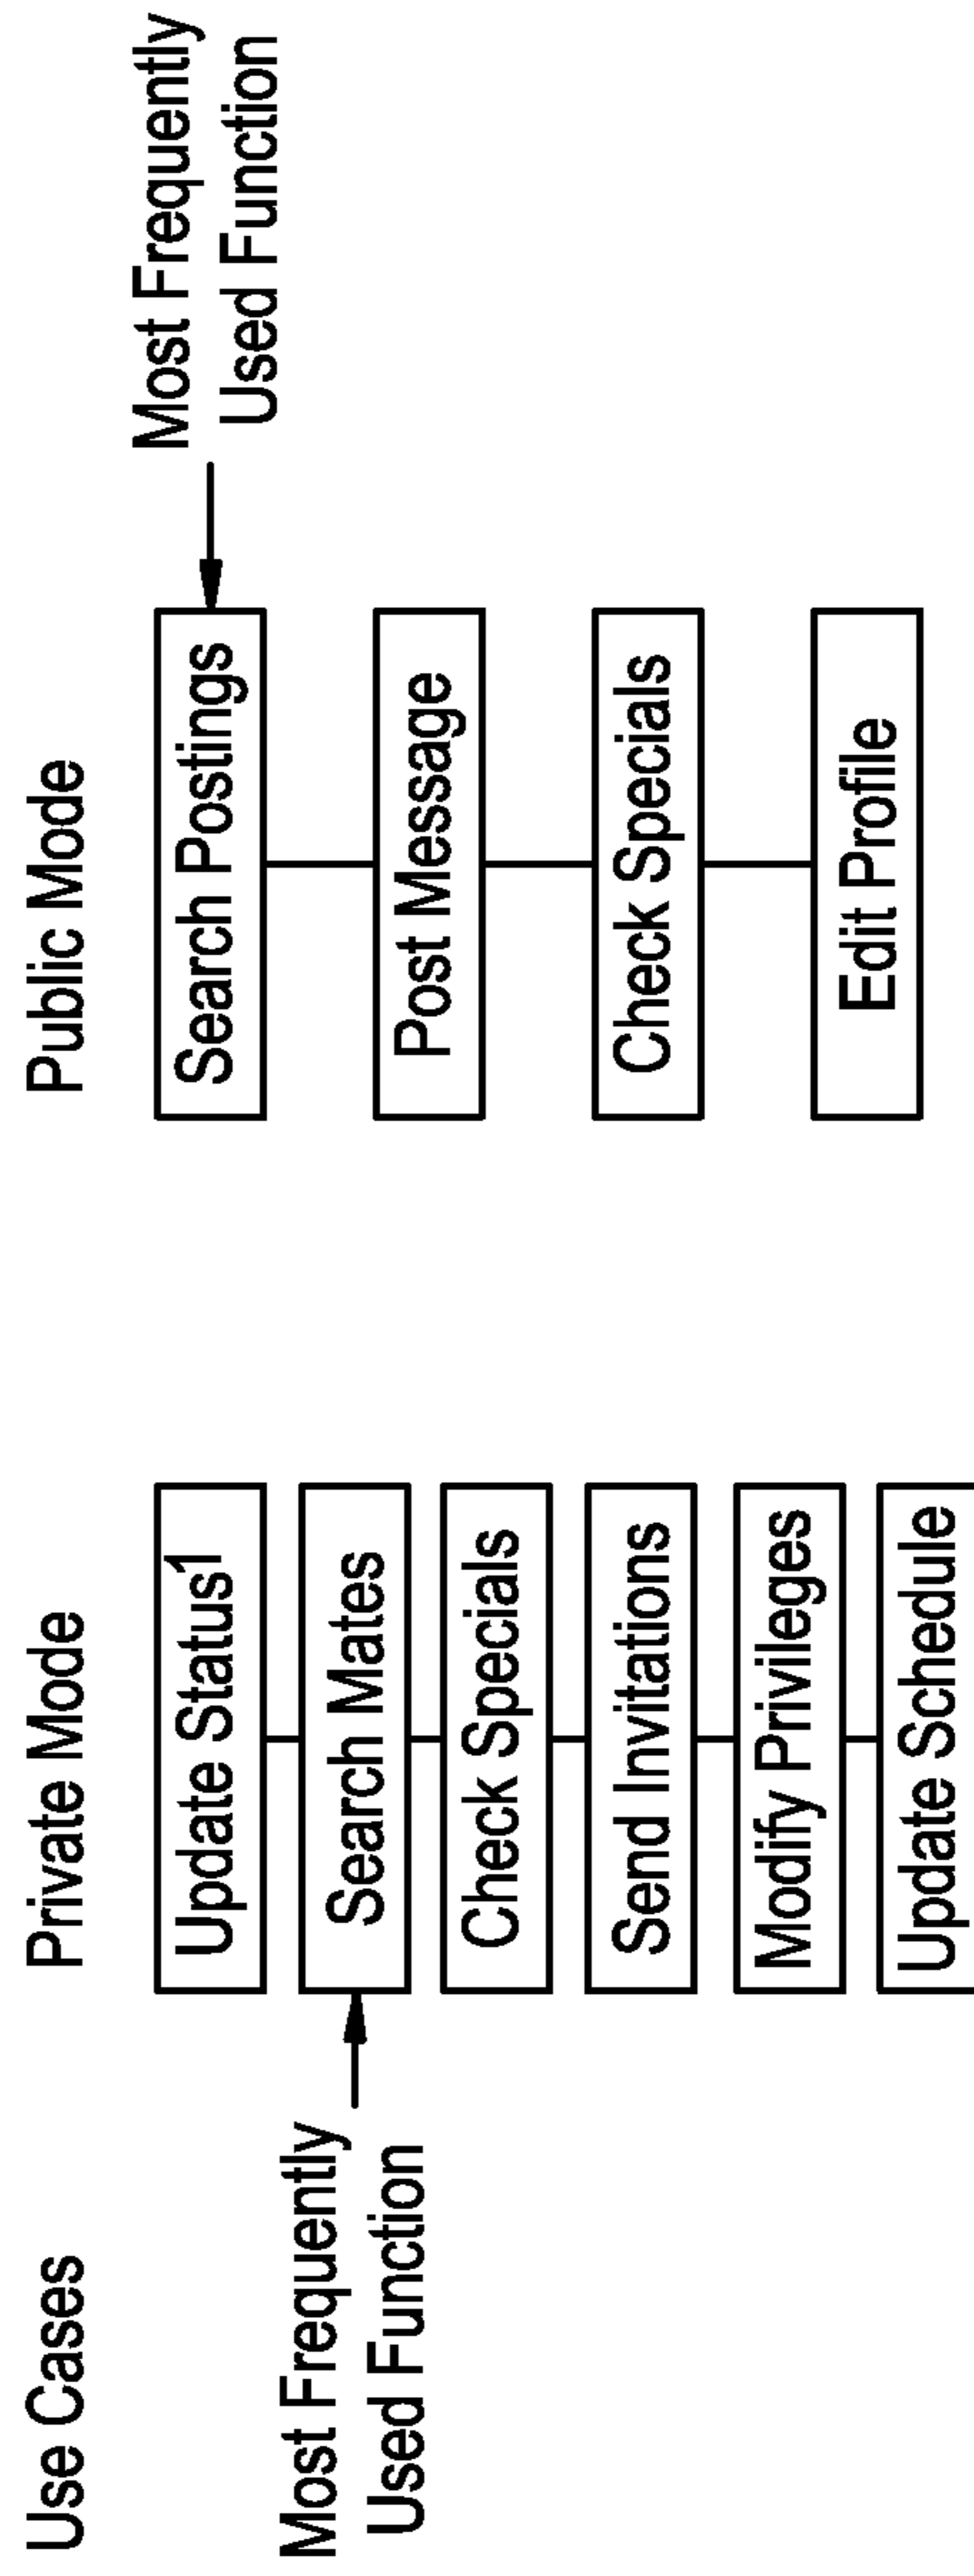 Use Cases
Private Mode
Public Mode
Update Status1
Search Mates
Check Specials
Send Invitations
Modify Privileges
Update Schedule
Most Frequently
Used Function
Search Postings
Post Message
Check Specials
Edit Profile
Most Frequently
Used Function